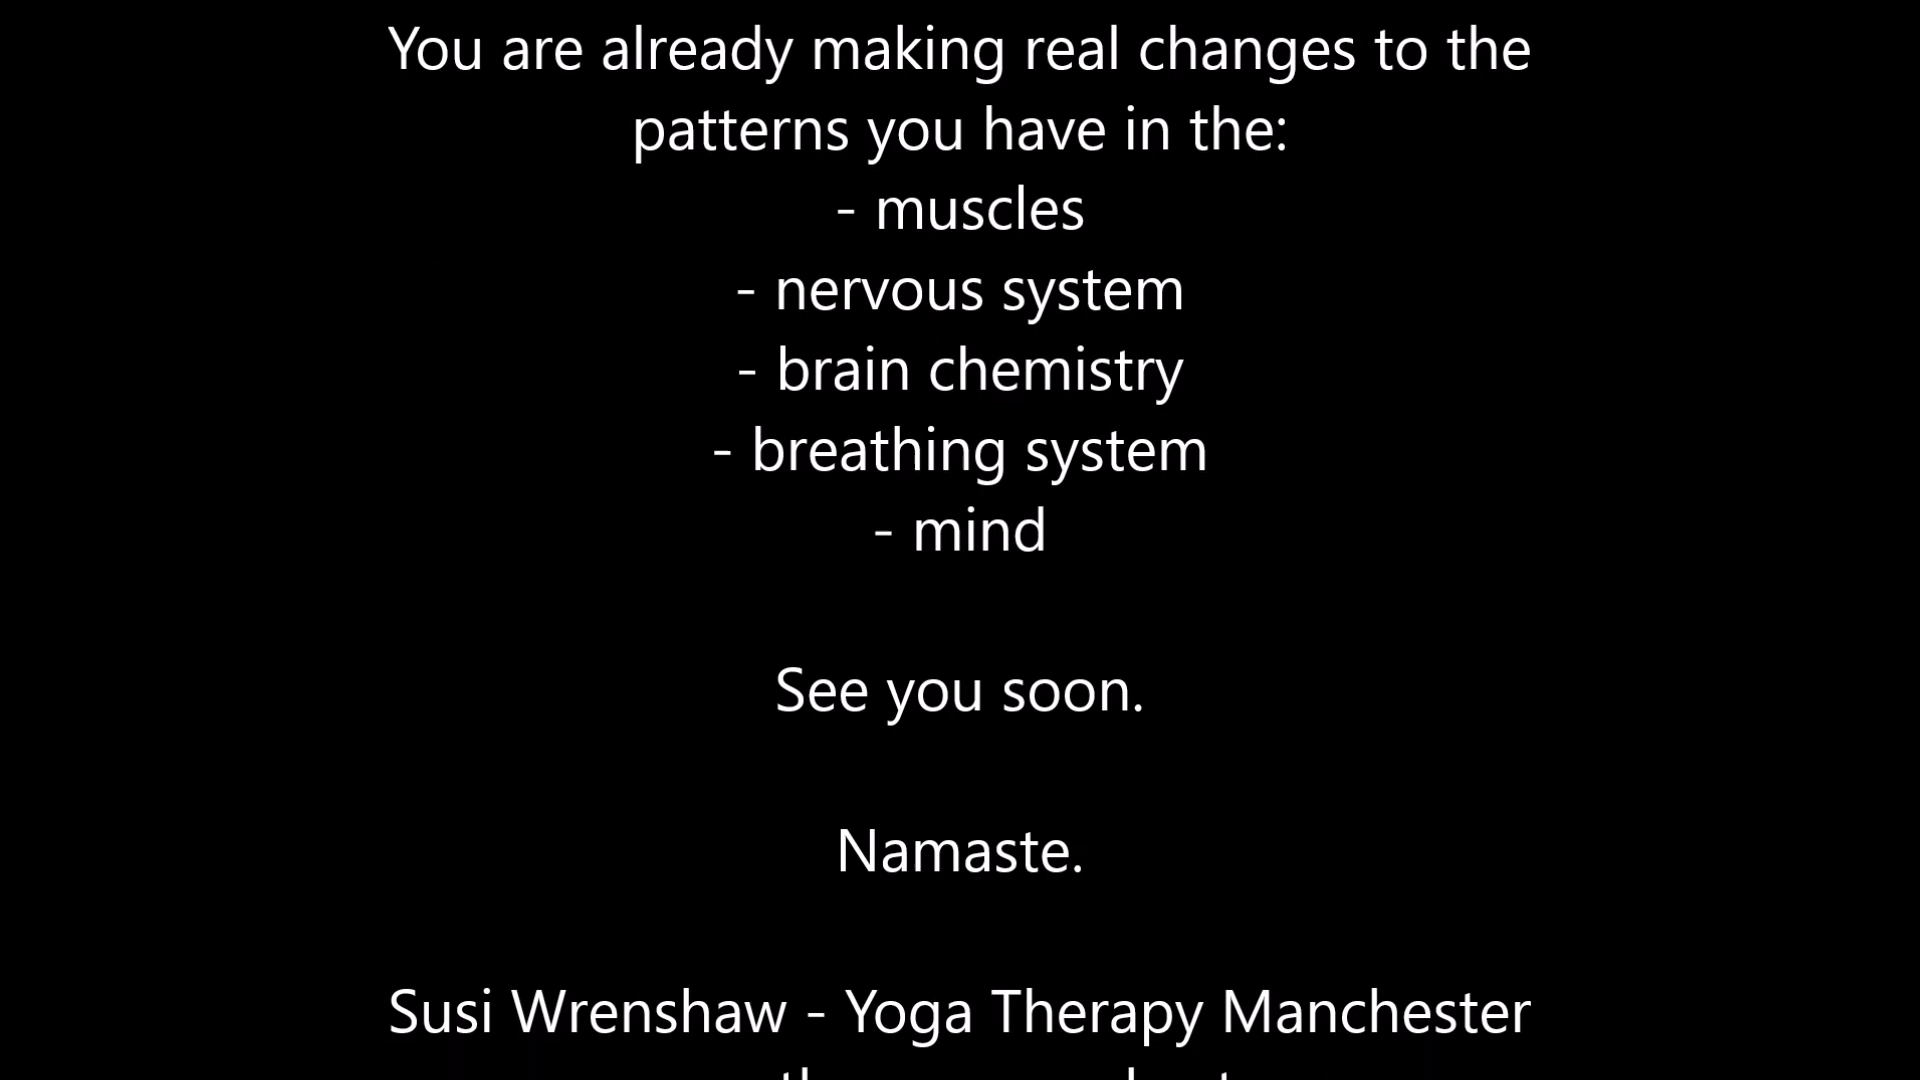 You are already making real changes to the
patterns you have in the:
- muscles
- nervous system
- brain chemistry
- breathing system
- mind
See you soon.
Namaste.
Susi Wrenshaw - Yoga Therapy Manchester